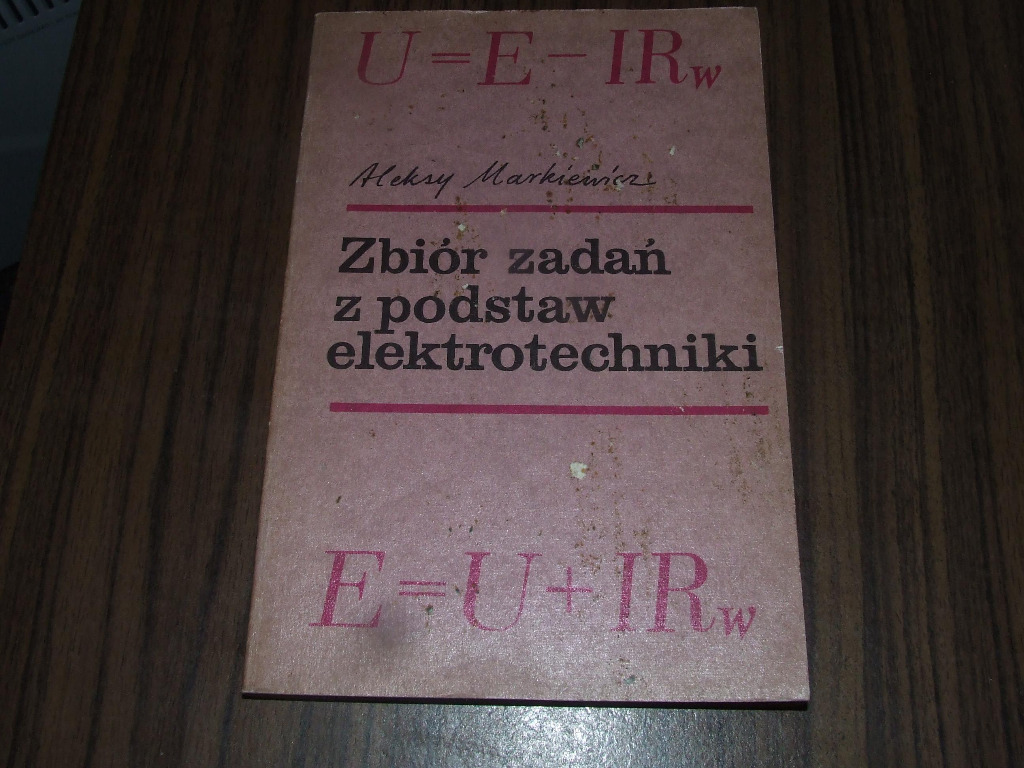 U = E - IRw
Aleksy Markiewicz
Zbiór zadań
z podstaw
elektrotechniki
E = U + IRw